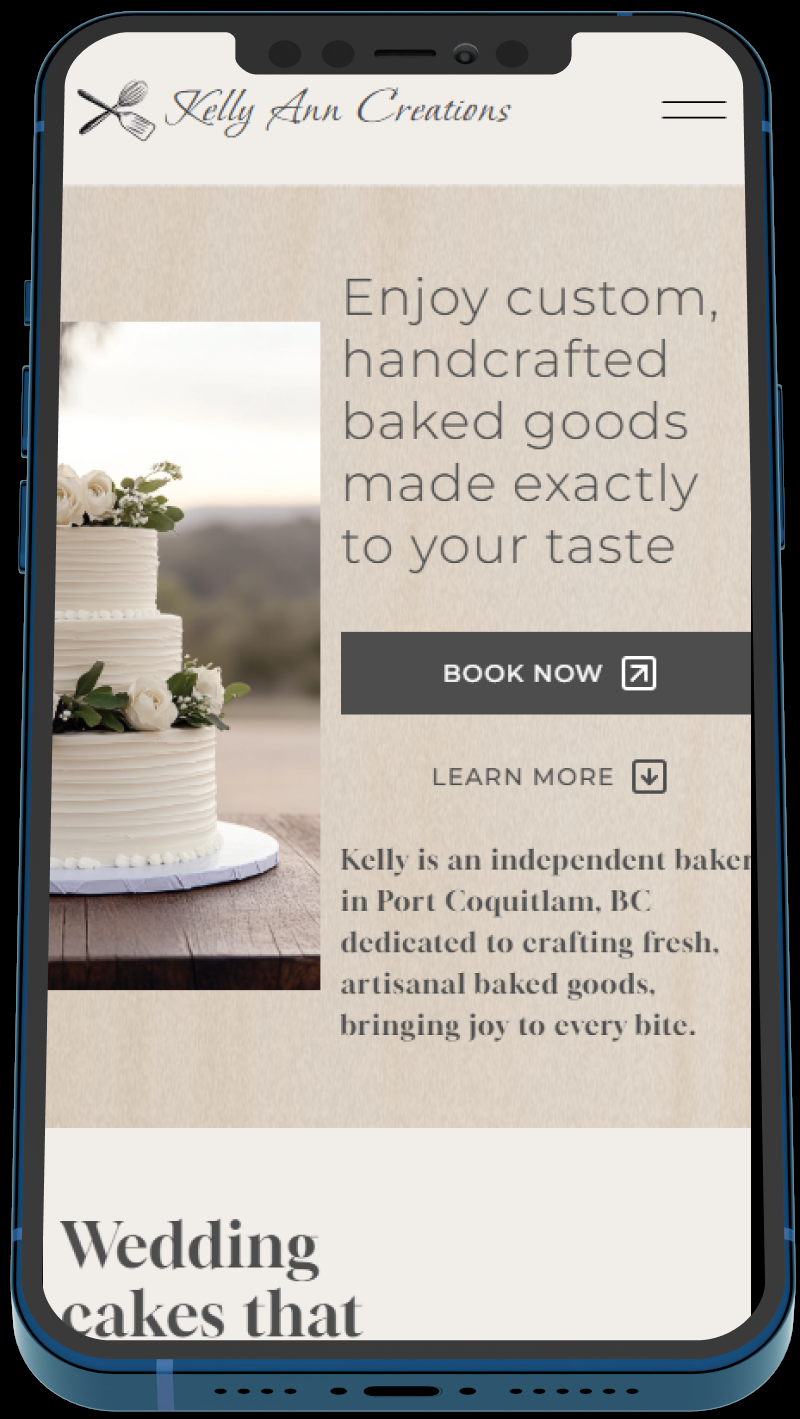 Kelly Ann Creations
Enjoy custom,
handcrafted
baked goods
made exactly
to your taste
BOOK NOW
LEARN MORE
Kelly is an independent baker
in Port Coquitlam, BC
dedicated to crafting fresh,
artisanal baked goods,
bringing joy to every bite.
Wedding
cakes that